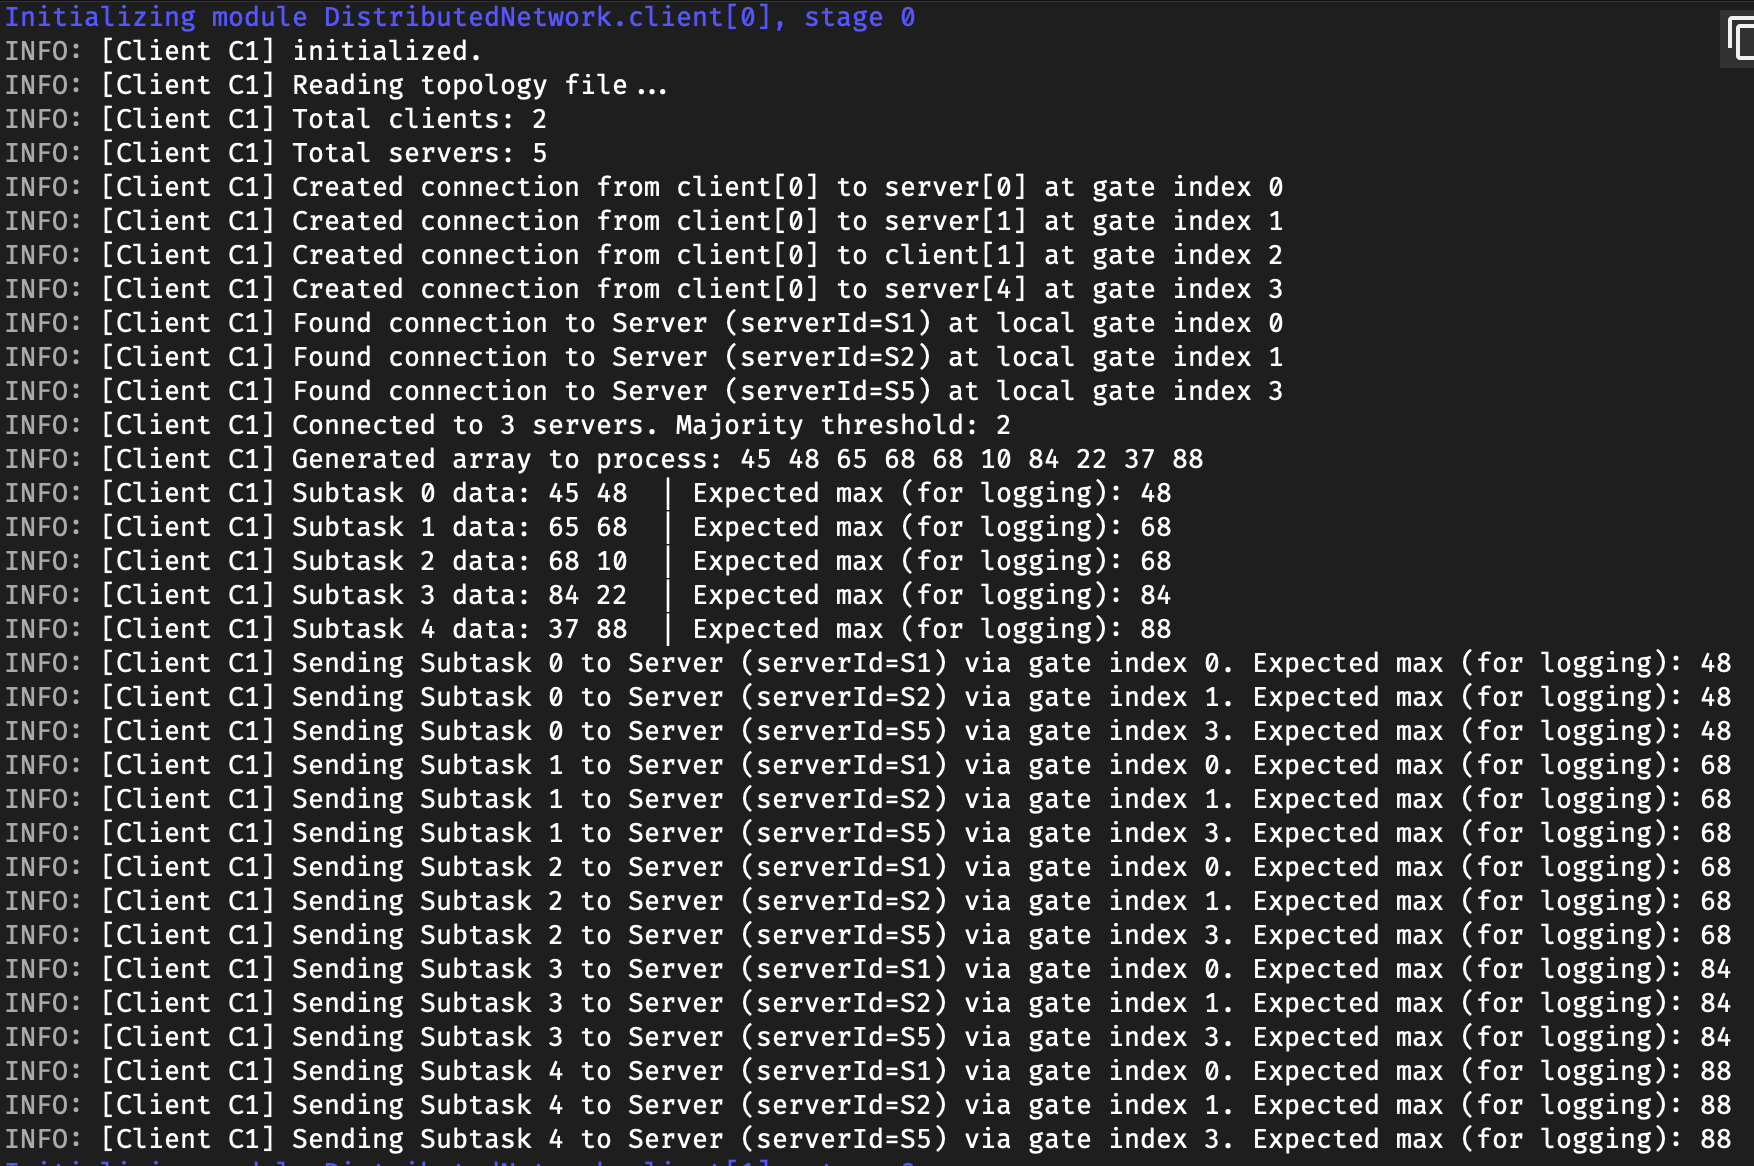 Initializing module DistributedNetwork.client[0], stage 0
INFO: [Client C1] initialized.
INFO: [Client C1] Reading topology file...
INFO: [Client C1] Total clients: 2
INFO: [Client C1] Total servers: 5
INFO: [Client C1] Created connection from client[0] to server[0] at gate index 0
INFO: [Client C1] Created connection from client[0] to server[1] at gate index 1
INFO: [Client C1] Created connection from client[0] to client[1] at gate index 2
INFO: [Client C1] Created connection from client[0] to server[4] at gate index 3
INFO: [Client C1] Found connection to Server (serverId=S1) at local gate index 0
INFO: [Client C1] Found connection to Server (serverId=S2) at local gate index 1
INFO: [Client C1] Found connection to Server (serverId=S5) at local gate index 3
INFO: [Client C1] Connected to 3 servers. Majority threshold: 2
INFO: [Client C1] Generated array to process: 45 48 65 68 68 10 84 22 37 88
INFO: [Client C1] Subtask 0 data: 45 48 | Expected max (for logging): 48
INFO: [Client C1] Subtask 1 data: 65 68 | Expected max (for logging): 68
INFO: [Client C1] Subtask 2 data: 68 10 | Expected max (for logging): 68
INFO: [Client C1] Subtask 3 data: 84 22 | Expected max (for logging): 84
INFO: [Client C1] Subtask 4 data: 37 88 | Expected max (for logging): 88
INFO: [Client C1] Sending Subtask 0 to Server (serverId=S1) via gate index 0. Expected max (for logging): 48
INFO: [Client C1] Sending Subtask 0 to Server (serverId=S2) via gate index 1. Expected max (for logging): 48
INFO: [Client C1] Sending Subtask 0 to Server (serverId=S5) via gate index 3. Expected max (for logging): 48
INFO: [Client C1] Sending Subtask 1 to Server (serverId=S1) via gate index 0. Expected max (for logging): 68
INFO: [Client C1] Sending Subtask 1 to Server (serverId=S2) via gate index 1. Expected max (for logging): 68
INFO: [Client C1] Sending Subtask 1 to Server (serverId=S5) via gate index 3. Expected max (for logging): 68
INFO: [Client C1] Sending Subtask 2 to Server (serverId=S1) via gate index 0. Expected max (for logging): 68
INFO: [Client C1] Sending Subtask 2 to Server (serverId=S2) via gate index 1. Expected max (for logging): 68
INFO: [Client C1] Sending Subtask 2 to Server (serverId=S5) via gate index 3. Expected max (for logging): 68
INFO: [Client C1] Sending Subtask 3 to Server (serverId=S1) via gate index 0. Expected max (for logging): 84
INFO: [Client C1] Sending Subtask 3 to Server (serverId=S2) via gate index 1. Expected max (for logging): 84
INFO: [Client C1] Sending Subtask 3 to Server (serverId=S5) via gate index 3. Expected max (for logging): 84
INFO: [Client C1] Sending Subtask 4 to Server (serverId=S1) via gate index 0. Expected max (for logging): 88
INFO: [Client C1] Sending Subtask 4 to Server (serverId=S2) via gate index 1. Expected max (for logging): 88
INFO: [Client C1] Sending Subtask 4 to Server (serverId=S5) via gate index 3. Expected max (for logging): 88